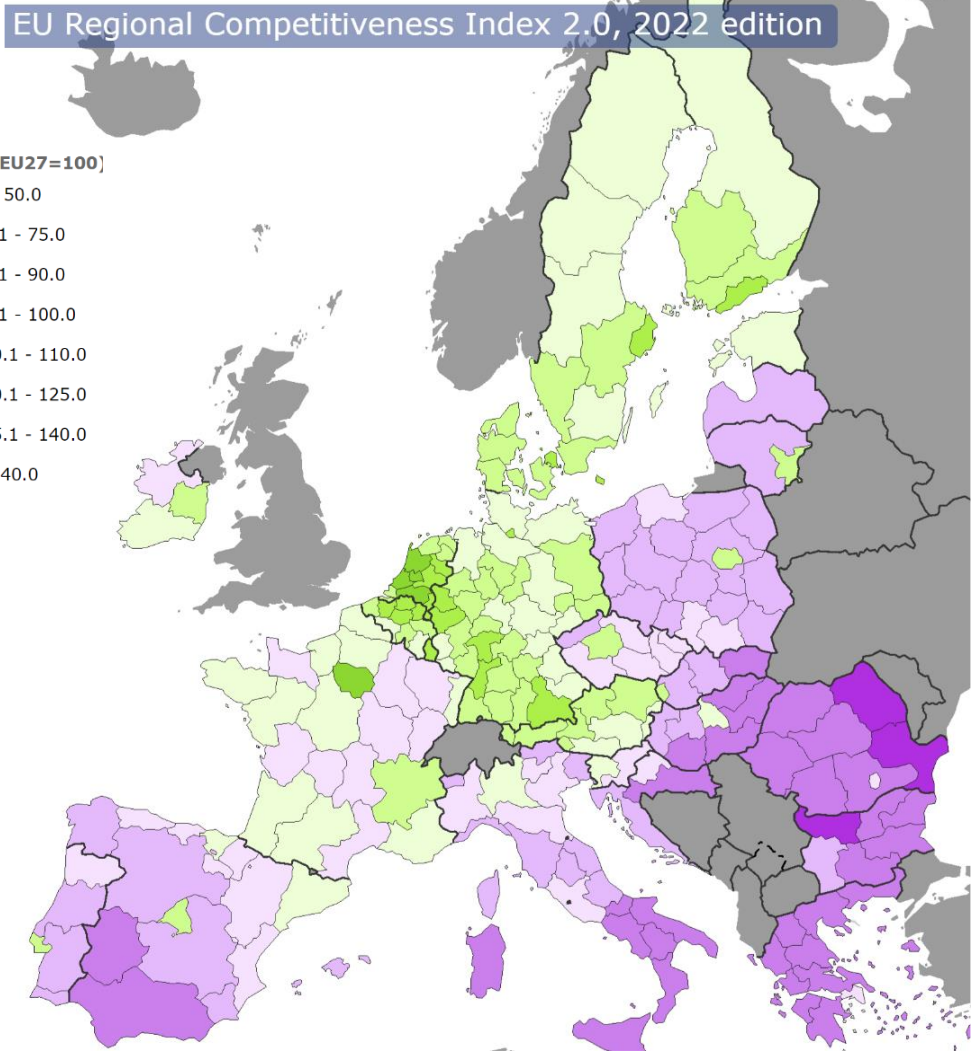 EU Regional Competitiveness Index 2.0, 2022 edition
EU27=100)
50.0
1 - 75.0
1 - 90.0
1 - 100.0
0.1 - 110.0
0.1 - 125.0
5.1 - 140.0
40.0